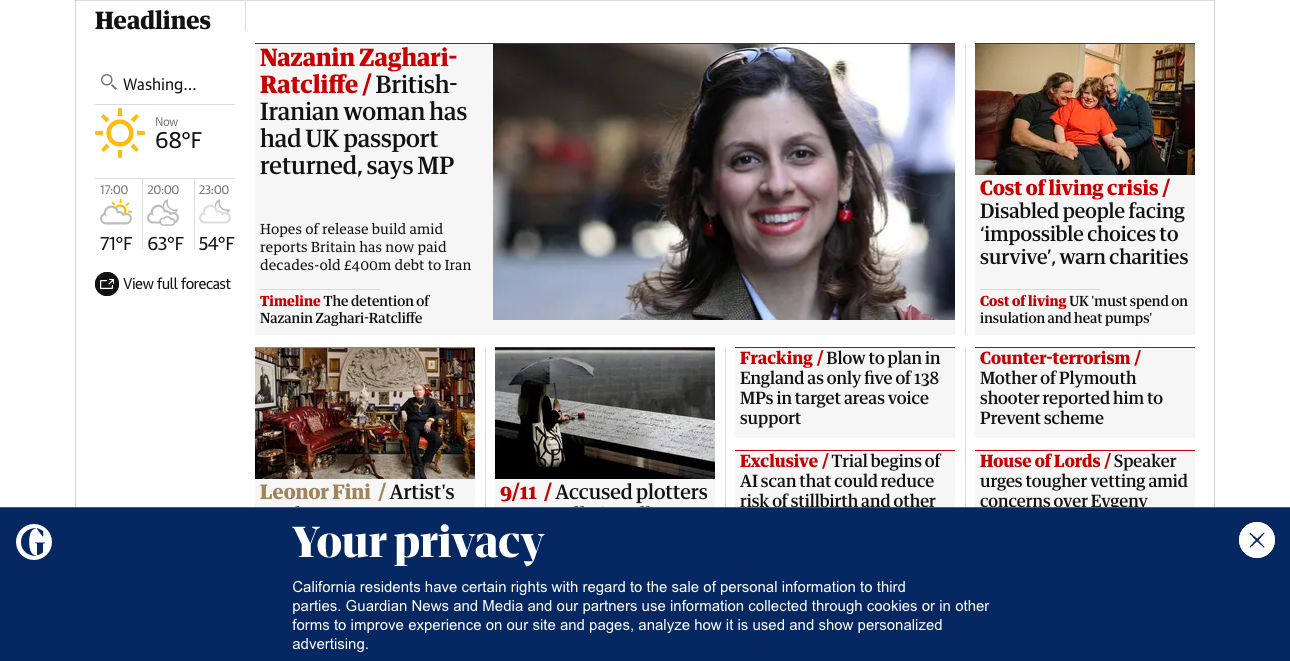 Headlines
Washing...
Now
68°F
17:00
20:00
23:00
71°F
63°F
54°F
View full forecast
Nazanin Zaghari-
Ratcliffe / British-
Iranian woman has
had UK passport
returned, says MP
Hopes of release build amid
reports Britain has now paid
decades-old £400m debt to Iran
Timeline The detention of
Nazanin Zaghari-Ratcliffe
Cost of living crisis /
Disabled people facing
‘impossible choices to
survive’, warn charities
Cost of living UK 'must spend on
insulation and heat pumps'
Leonor Fini / Artist's
9/11 / Accused plotters
Fracking / Blow to plan in
England as only five of 138
MPs in target areas voice
support
Exclusive / Trial begins of
AI scan that could reduce
risk of stillbirth and other
Counter-terrorism /
Mother of Plymouth
shooter reported him to
Prevent scheme
House of Lords / Speaker
urges tougher vetting amid
concerns over Evgeny
G
Your privacy
California residents have certain rights with regard to the sale of personal information to third
parties. Guardian News and Media and our partners use information collected through cookies or in other
forms to improve experience on our site and pages, analyze how it is used and show personalized
advertising.